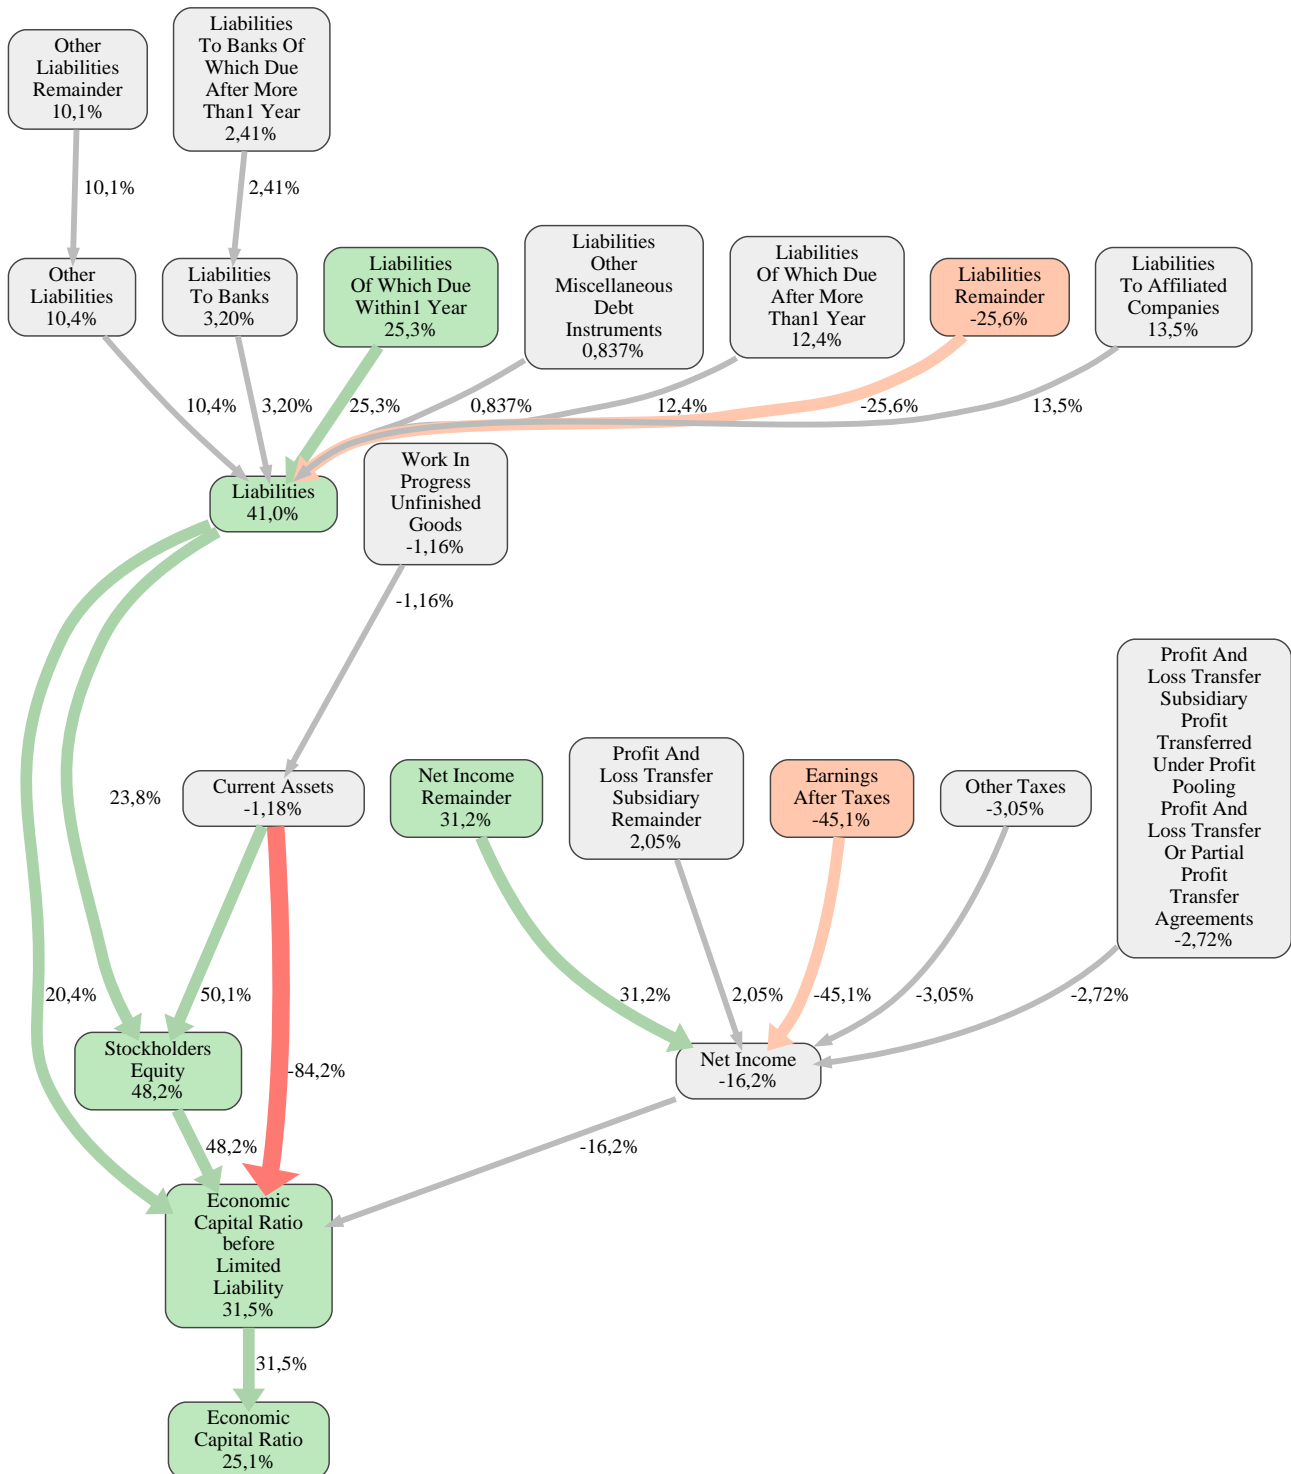 Other
Liabilities
Remainder
10,1%
Liabilities
To Banks Of
Which Due
After More
Than1 Year
2,41%
10,1%
2,41%
Other
Liabilities
10,4%
Liabilities
To Banks
3,20%
Liabilities
Of Which Due
Within1 Year
25,3%
Liabilities
Other
Miscellaneous
Debt
Instruments
0,837%
Liabilities
Of Which Due
After More
Than1 Year
12,4%
Liabilities
Remainder
-25,6%
Liabilities
To Affiliated
Companies
13,5%
10,4%
3,20%
25,3%
0,837%
12,4%
-25,6%
13,5%
Liabilities
41,0%
Work In
Progress
Unfinished
Goods
-1,16%
-1,16%
Profit And
Loss Transfer
Subsidiary
Profit
Transferred
Under Profit
Pooling
Profit And
Loss Transfer
Or Partial
Profit
Transfer
Agreements
-2,72%
23,8%
Current Assets
-1,18%
Net Income
Remainder
31,2%
Profit And
Loss Transfer
Subsidiary
Remainder
2,05%
Earnings
After Taxes
-45,1%
Other Taxes
-3,05%
20,4%
50,1%
31,2%
2,05%
-45,1%
-3,05%
-2,72%
Stockholders
Equity
48,2%
-84,2%
Net Income
-16,2%
48,2%
-16,2%
Economic
Capital Ratio
before
Limited
Liability
31,5%
31,5%
Economic
Capital Ratio
25,1%